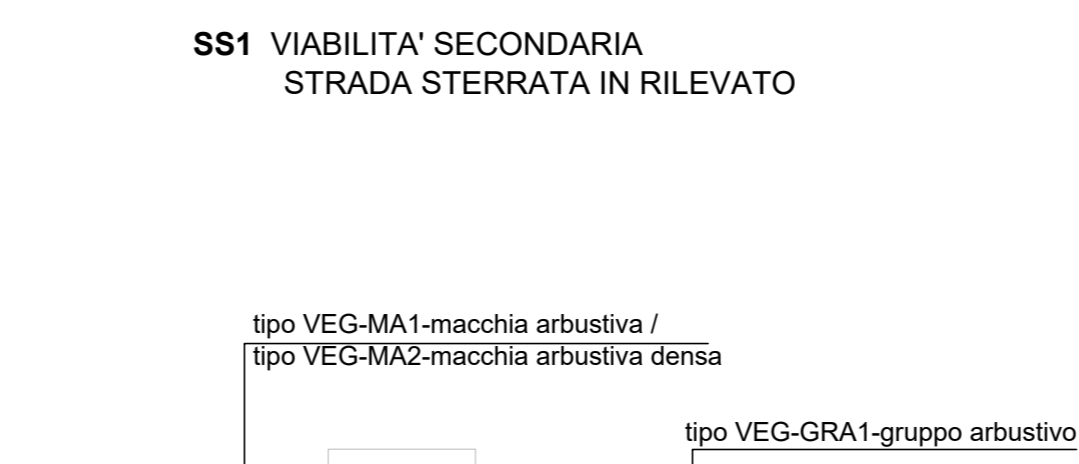 SS1 VIABILITA' SECONDARIA
STRADA STERRATA IN RILEVATO
tipo VEG-MA1-macchia arbustiva /
tipo VEG-MA2-macchia arbustiva densa
tipo VEG-GRA1-gruppo arbustivo